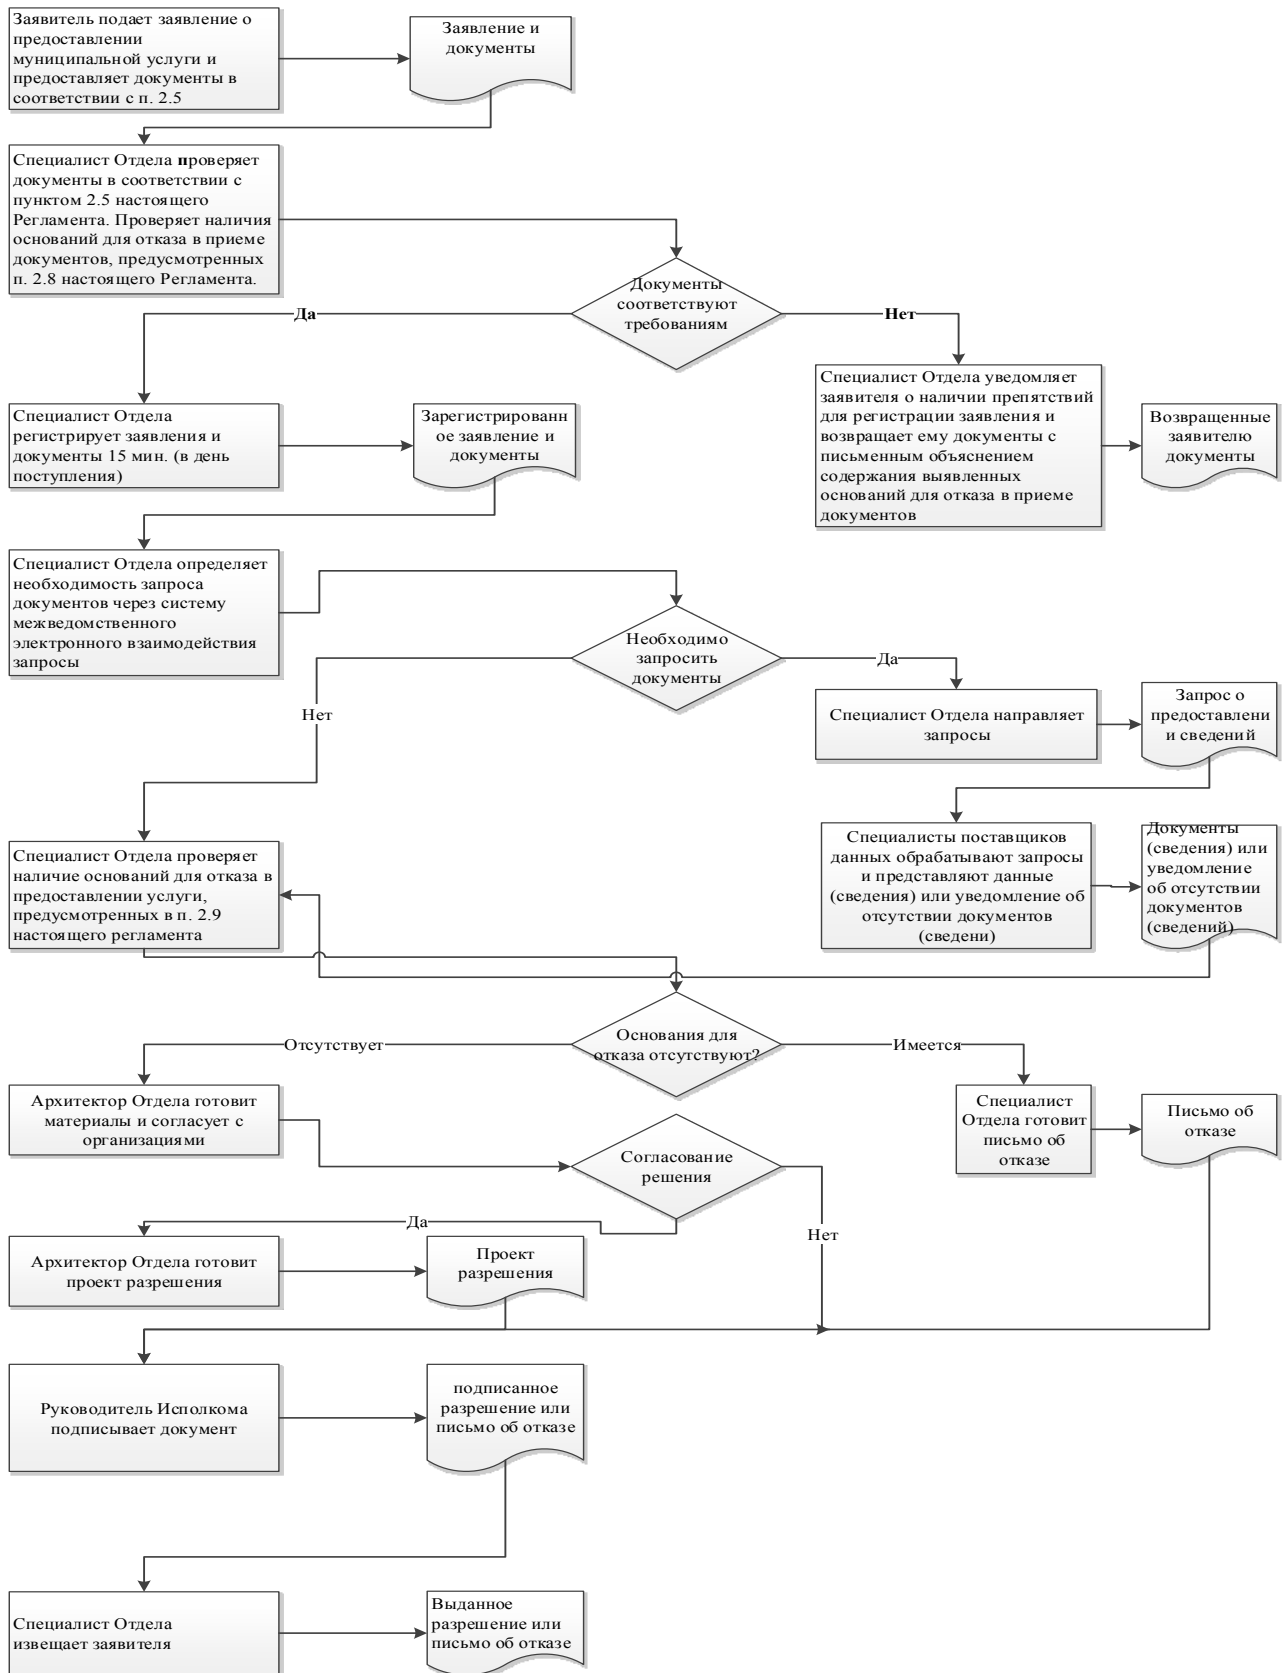 Заявитель подает заявление о
предоставлении
муниципальной услуги и
предоставляет документы в
соответствии с п. 2.5
Заявление и
документы
Специалист Отдела проверяет
документы в соответствии с
пунктом 2.5 настоящего
Регламента. Проверяет наличия
оснований для отказа в приеме
документов, предусмотренных
п. 2.8 настоящего Регламента.
Документы
соответствуют
требованиям
Да
Нет
Специалист Отдела
регистрирует заявления и
документы 15 мин. (в день
поступления)
Зарегистрированн
ое заявление и
документы
Специалист Отдела уведомляет
заявителя о наличии препятствий
для регистрации заявления и
возвращает ему документы с
письменным объяснением
содержания выявленных
оснований для отказа в приеме
документов
Возвращенные
заявителю
документы
Специалист Отдела определяет
необходимость запроса
документов через систему
межведомственного
электронного взаимодействия
запросы
Необходимо
запросить
документы
Да
Нет
Специалист Отдела направляет
запросы
Запрос о
предоставлени
и сведений
Специалист Отдела проверяет
наличие оснований для отказа в
предоставлении услуги,
предусмотренных в п. 2.9
настоящего регламента
Специалисты поставщиков
данных обрабатывают запросы
и представляют данные
(сведения) или уведомление об
отсутствии документов
(сведени)
Документы
(сведения) или
уведомление
об отсутствии
документов
(сведений)
Основания для
отказа отсутствуют?
Отсутствует
Имеется
Архитектор Отдела готовит
материалы и согласует с
организациями
Согласование
решения
Специалист
Отдела готовит
письмо об
отказе
Письмо об
отказе
Да
Нет
Архитектор Отдела готовит
проект разрешения
Проект
разрешения
Руководитель Исполкома
подписывает документ
подписанное
разрешение или
письмо об отказе
Специалист Отдела
извещает заявителя
Выданное
разрешение или
письмо об отказе